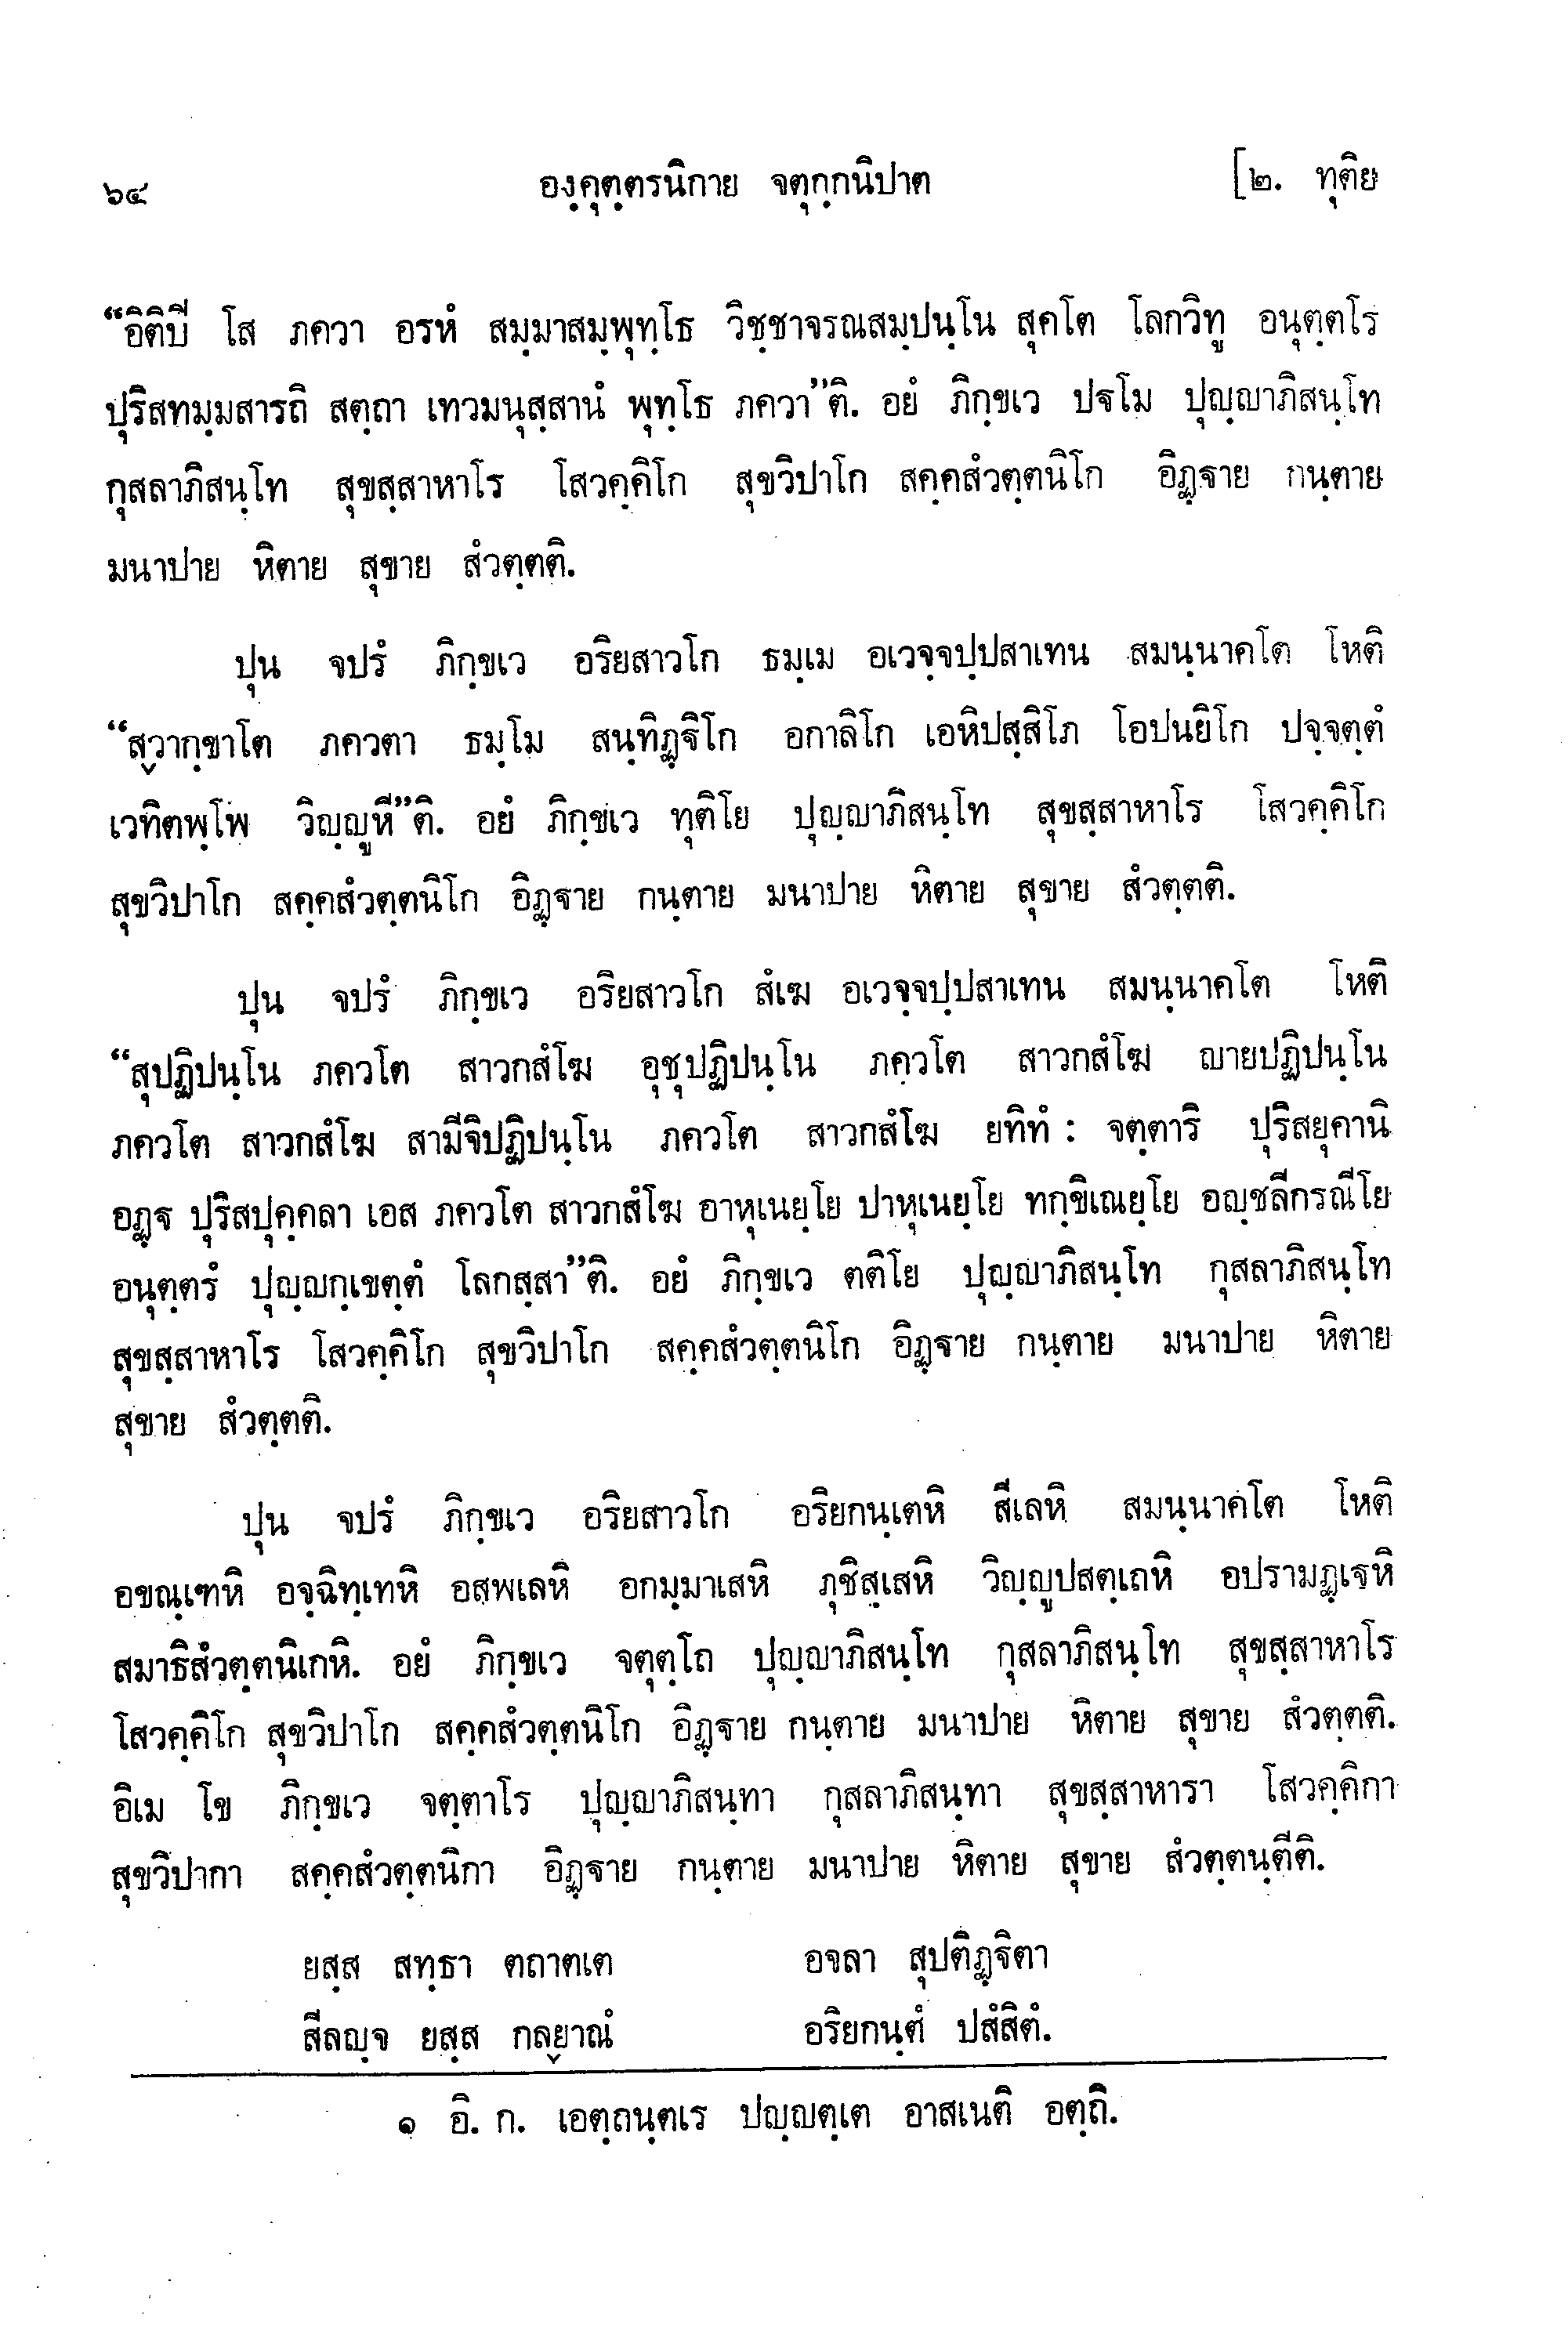 ๖๔ องฺคุตฺตรนิกาย จตุกฺกนิปาต [๒. ทุติย
“อิติปี โส ภควา อรหํ สมฺมาสมฺพุทฺโธ วิชฺชาจรณสมฺปนฺโน สุคโต โลกวิทู อนุตฺตโร
ปุริสทมฺมสารถิ สตฺถา เทวมนุสฺสานํ พุทฺโธ ภควา”ติ. อยํ ภิกฺขเว ปฐโม ปุญฺญาภิสนฺโท
กุสลาภิสนฺโท สุขสฺสาหาโร โสวคฺคิโก สุขวิปาโก สคฺคสํวตฺตนิโก อิฏฺฐาย กนฺตาย
มนาปาย หิตาย สุขาย สํวตฺตติ.
ปุน จปรํ ภิกฺขเว อริยสาวโก ธมฺเม อเวจฺจปฺปสาเทน สมนฺนาคโต โหติ
“สฺวากฺขาโต ภควตา ธมฺโม สนฺทิฏฺฐิโก อกาลิโก เอหิปสฺสิโก โอปนยิโก ปจฺจตฺตํ
เวทิตพฺโพ วิญฺญูหี”ติ. อยํ ภิกฺขเว ทุติโย ปุญฺญาภิสนฺโท สุขสฺสาหาโร โสวคฺคิโก
สุขวิปาโก สคฺคสํวตฺตนิโก อิฏฺฐาย กนฺตาย มนาปาย หิตาย สุขาย สํวตฺตติ.
ปุน จปรํ ภิกฺขเว อริยสาวโก สํเฆ อเวจฺจปฺปสาเทน สมนฺนาคโต โหติ
“สุปฏิปนฺโน ภควโต สาวกสํโฆ อุชุปฏิปนฺโน ภควโต สาวกสํโฆ ญายปฏิปนฺโน
ภควโต สาวกสํโฆ สามีจิปฏิปนฺโน ภควโต สาวกสํโฆ ยทิทํ : จตฺตาริ ปุริสยุคานิ
อฏฺฐ ปุริสปุคฺคลา เอส ภควโต สาวกสํโฆ อาหุเนยฺโย ปาหุเนยฺโย ทกฺขิเณยฺโย อญฺชลีกรณีโย
อนุตฺตรํ ปุญฺญกฺเขตฺตํ โลกสฺสา”ติ. อยํ ภิกฺขเว ตติโย ปุญฺญาภิสนฺโท กุสลาภิสนฺโท
สุขสฺสาหาโร โสวคฺคิโก สุขวิปาโก สคฺคสํวตฺตนิโก อิฏฺฐาย กนฺตาย มนาปาย หิตาย
สุขาย สํวตฺตติ.
ปุน จปรํ ภิกฺขเว อริยสาวโก อริยกนฺเตหิ สีเลหิ สมนฺนาคโต โหติ
อขณฺเฑหิ อจฺฉิทฺเทหิ อสพเลหิ อกมฺมาเสหิ ภุชิสฺเสหิ วิญฺญูปสตฺเถหิ อปรามฏฺเฐหิ
สมาธิสํวตฺตนิเกหิ. อยํ ภิกฺขเว จตุตฺโถ ปุญฺญาภิสนฺโท กุสลาภิสนฺโท สุขสฺสาหาโร
โสวคฺคิโก สุขวิปาโก สคฺคสํวตฺตนิโก อิฏฺฐาย กนฺตาย มนาปาย หิตาย สุขาย สํวตฺตติ.
อิเม โข ภิกฺขเว จตฺตาโร ปุญฺญาภิสนฺทา กุสลาภิสนฺทา สุขสฺสาหารา โสวคฺคิกา
สุขวิปากา สคฺคสํวตฺตนิกา อิฏฺฐาย กนฺตาย มนาปาย หิตาย สุขาย สํวตฺตนฺตีติ.
ยสฺส สทฺธา ตถาคเต อจลา สุปติฏฺฐิตา
สีลญฺจ ยสฺส กลฺยาณํ อริยกนฺตํ ปสํสิตํ.
๑ อิ. ก. เอตฺถนฺตเร ปญฺญตฺเต อาสเนติ อตฺถิ.